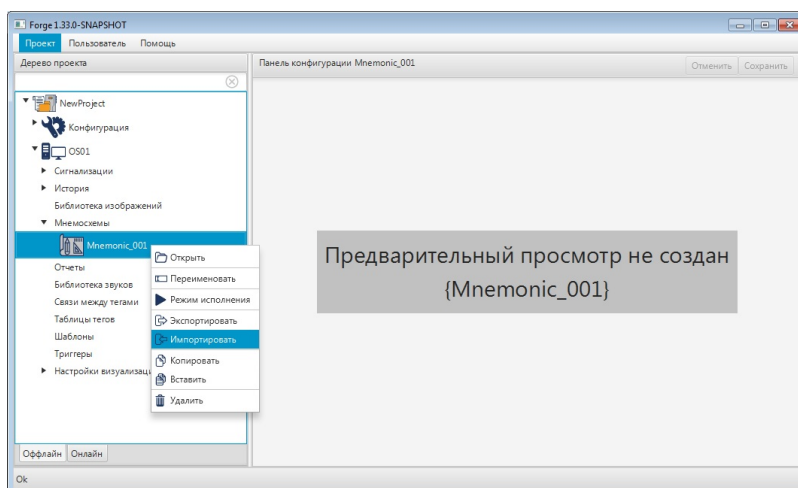 Forge 1.33.0-SNAPSHOT
Проект Пользователь Помощь
Дерево проекта
Панель конфигурации Mnemonic_001
Отменить Сохранить
NewProject
Конфигурация
OS01
Сигнализации
История
Библиотека изображений
Мнемосхемы
Mnemonic_001
Отчеты
Библиотека звуков
Связи между тегами
Таблицы тегов
Шаблоны
Триггеры
Настройки визуализац
Открыть
Переименовать
Режим исполнения
Экспортировать
Импортировать
Копировать
Вставить
Удалить
Предварительный просмотр не создан
{Mnemonic_001}
Оффлайн Онлайн
Ok